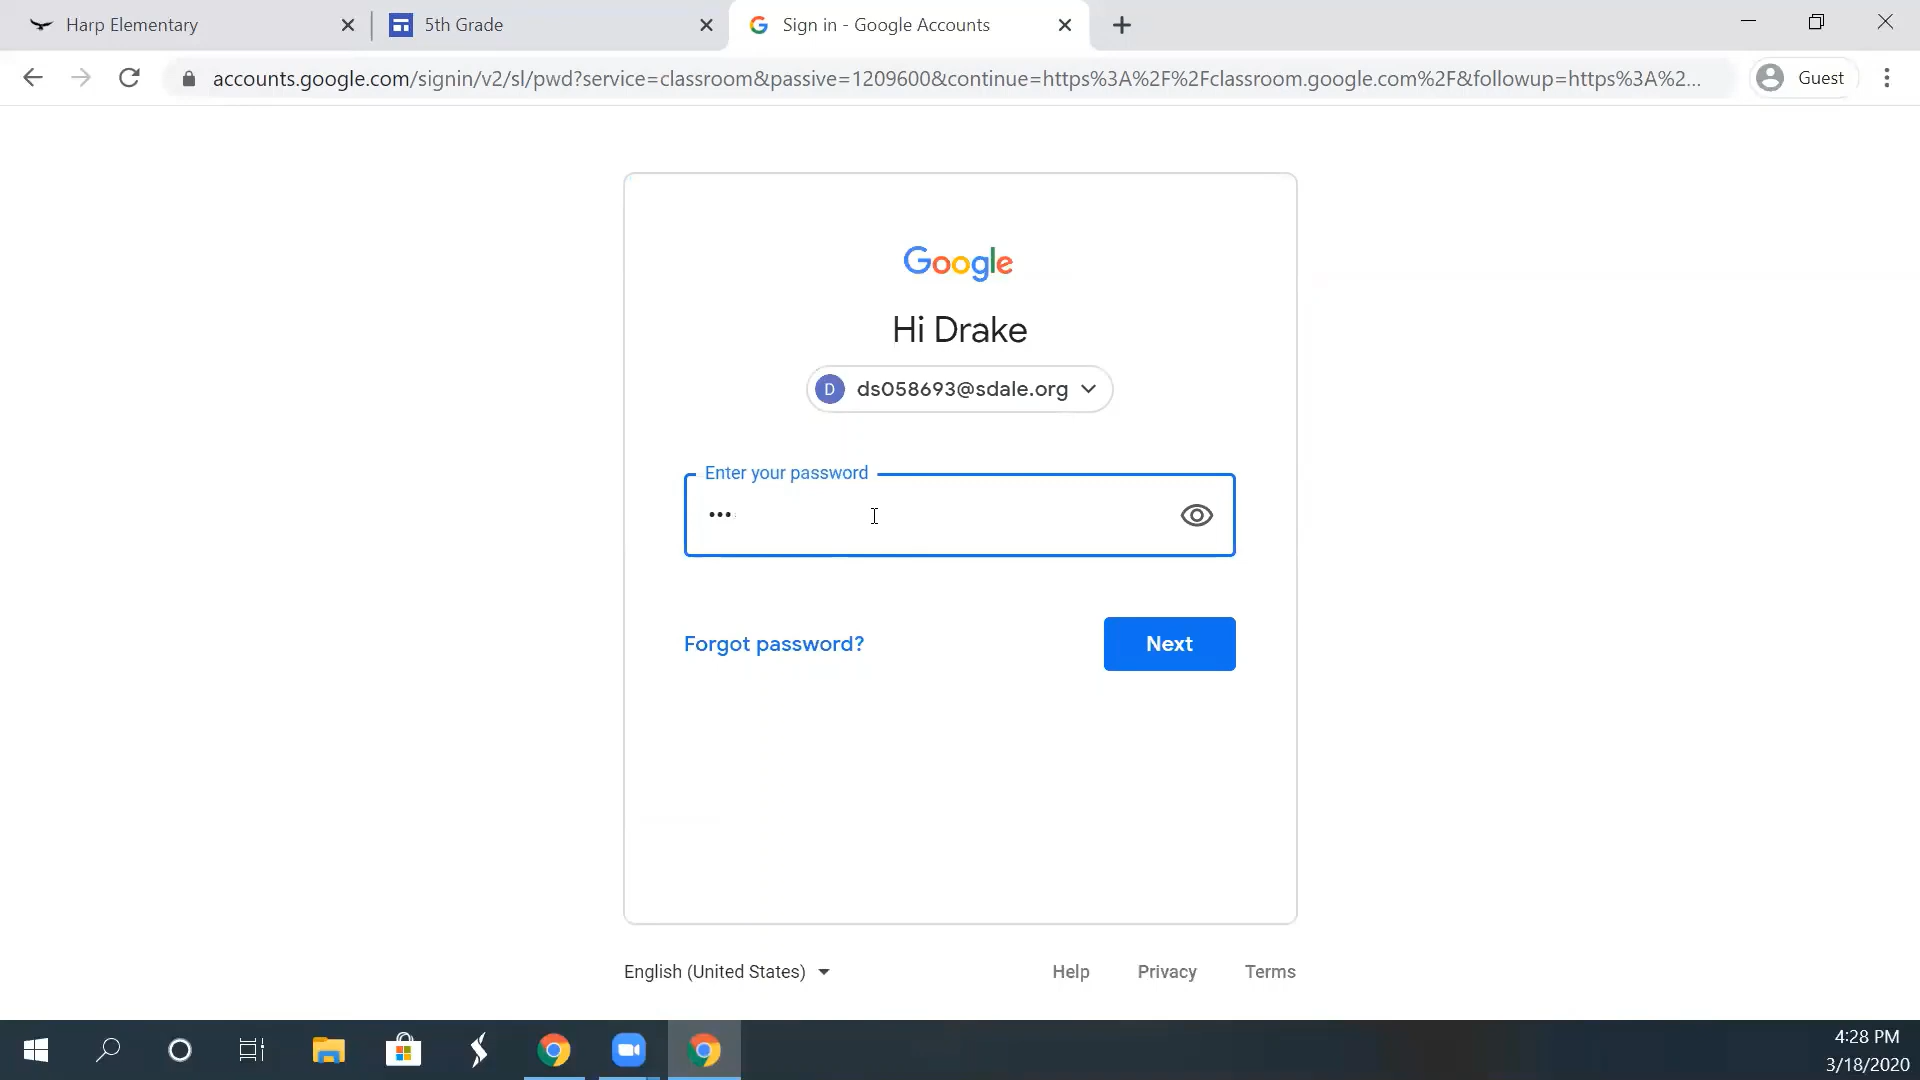 Harp Elementary
5th Grade
Sign in - Google Accounts
accounts.google.com/signin/v2/sl/pwd?service=classroom&passive=1209600&continue=https%3A%2F%2Fclassroom.google.com%2F&followup=https%3A%2...
Guest
Google
Hi Drake
D ds058693@sdale.org
Enter your password
•••
Forgot password?
Next
English (United States)
Help
Privacy
Terms
4:28 PM
3/18/2020